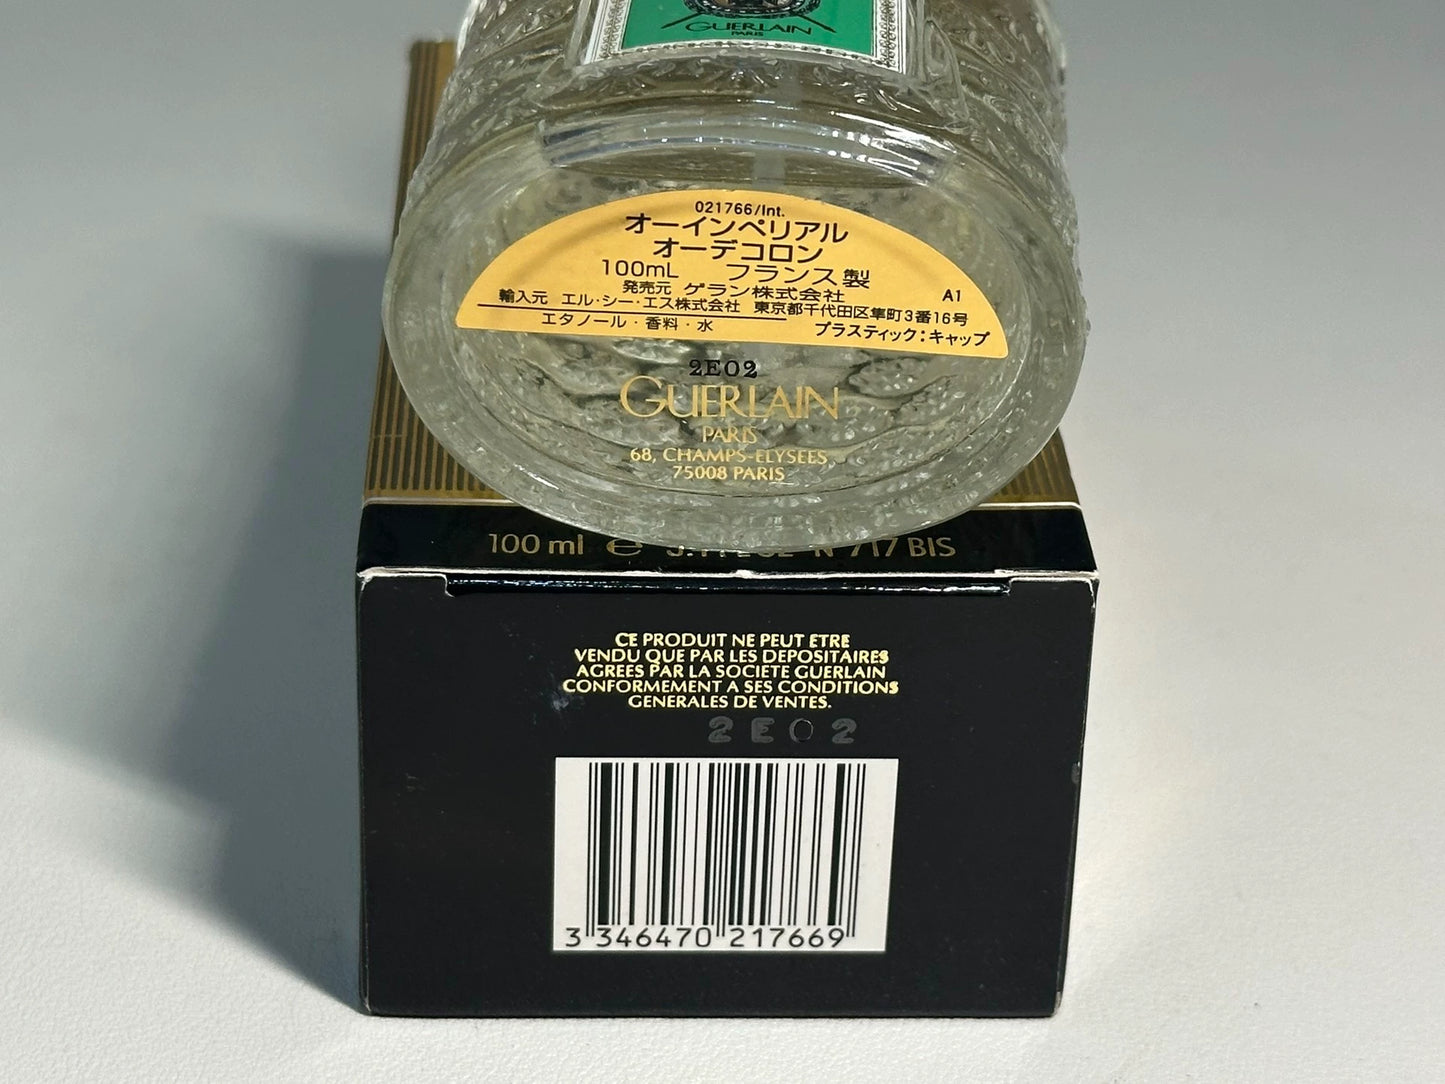 GUERLAIN
PARIS
021766/Int.
オーインペリアル
オーデコロン
100mL フランス製
発売元 ゲラン株式会社 A1
輸入元 エル・シー・エス株式会社 東京都千代田区隼町3番16号
エタノール・香料・水 プラスティック:キャップ
2E02
GUERLAIN
PARIS
68, CHAMPS-ELYSEES
75008 PARIS
100 ml ℮ N° 717 BIS
CE PRODUIT NE PEUT ETRE
VENDU QUE PAR LES DEPOSITAIRES
AGREES PAR LA SOCIETE GUERLAIN
CONFORMEMENT A SES CONDITIONS
GENERALES DE VENTES.
2E02
3 346470 217669